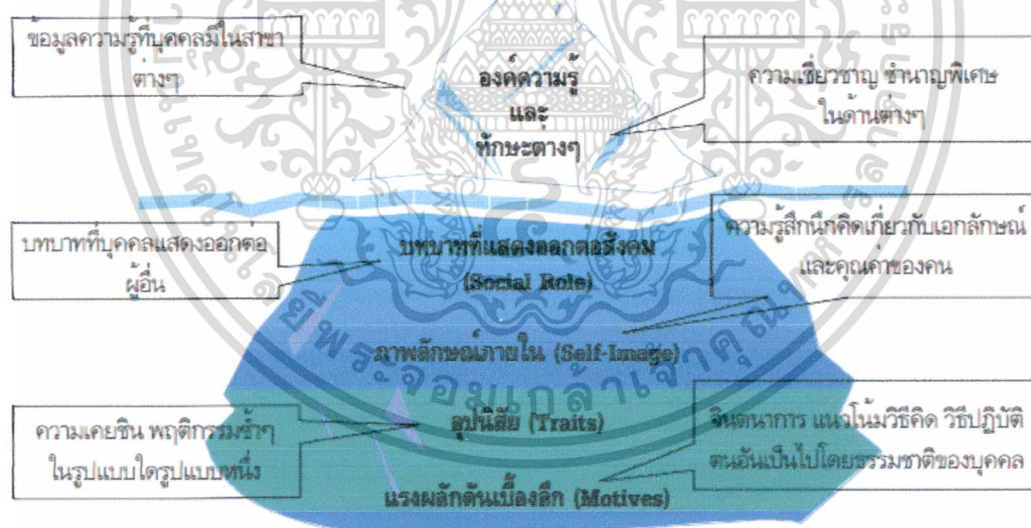 ข้อมูลความรู้ที่บุคคลมีในสาขา
ต่างๆ
องค์ความรู้
และ
ทักษะต่างๆ
ความเชี่ยวชาญ ชำนาญพิเศษ
ในด้านต่างๆ
บทบาทที่บุคคลแสดงออกต่อ
ผู้อื่น
บทบาทที่แสดงออกต่อสังคม
(Social Role)
ความรู้สึกนึกคิดเกี่ยวกับเอกลักษณ์
และคุณค่าของคน
ภาพลักษณ์ภายใน (Self-Image)
อุปนิสัย (Traits)
ความเคยชิน พฤติกรรมซ้ำๆ
ในรูปแบบใดรูปแบบหนึ่ง
จินตนาการ แนวโน้มวิธีคิด วิธีปฏิบัติ
ตนอันเป็นไปโดยธรรมชาติของบุคคล
แรงผลักดันเบื้องลึก (Motives)